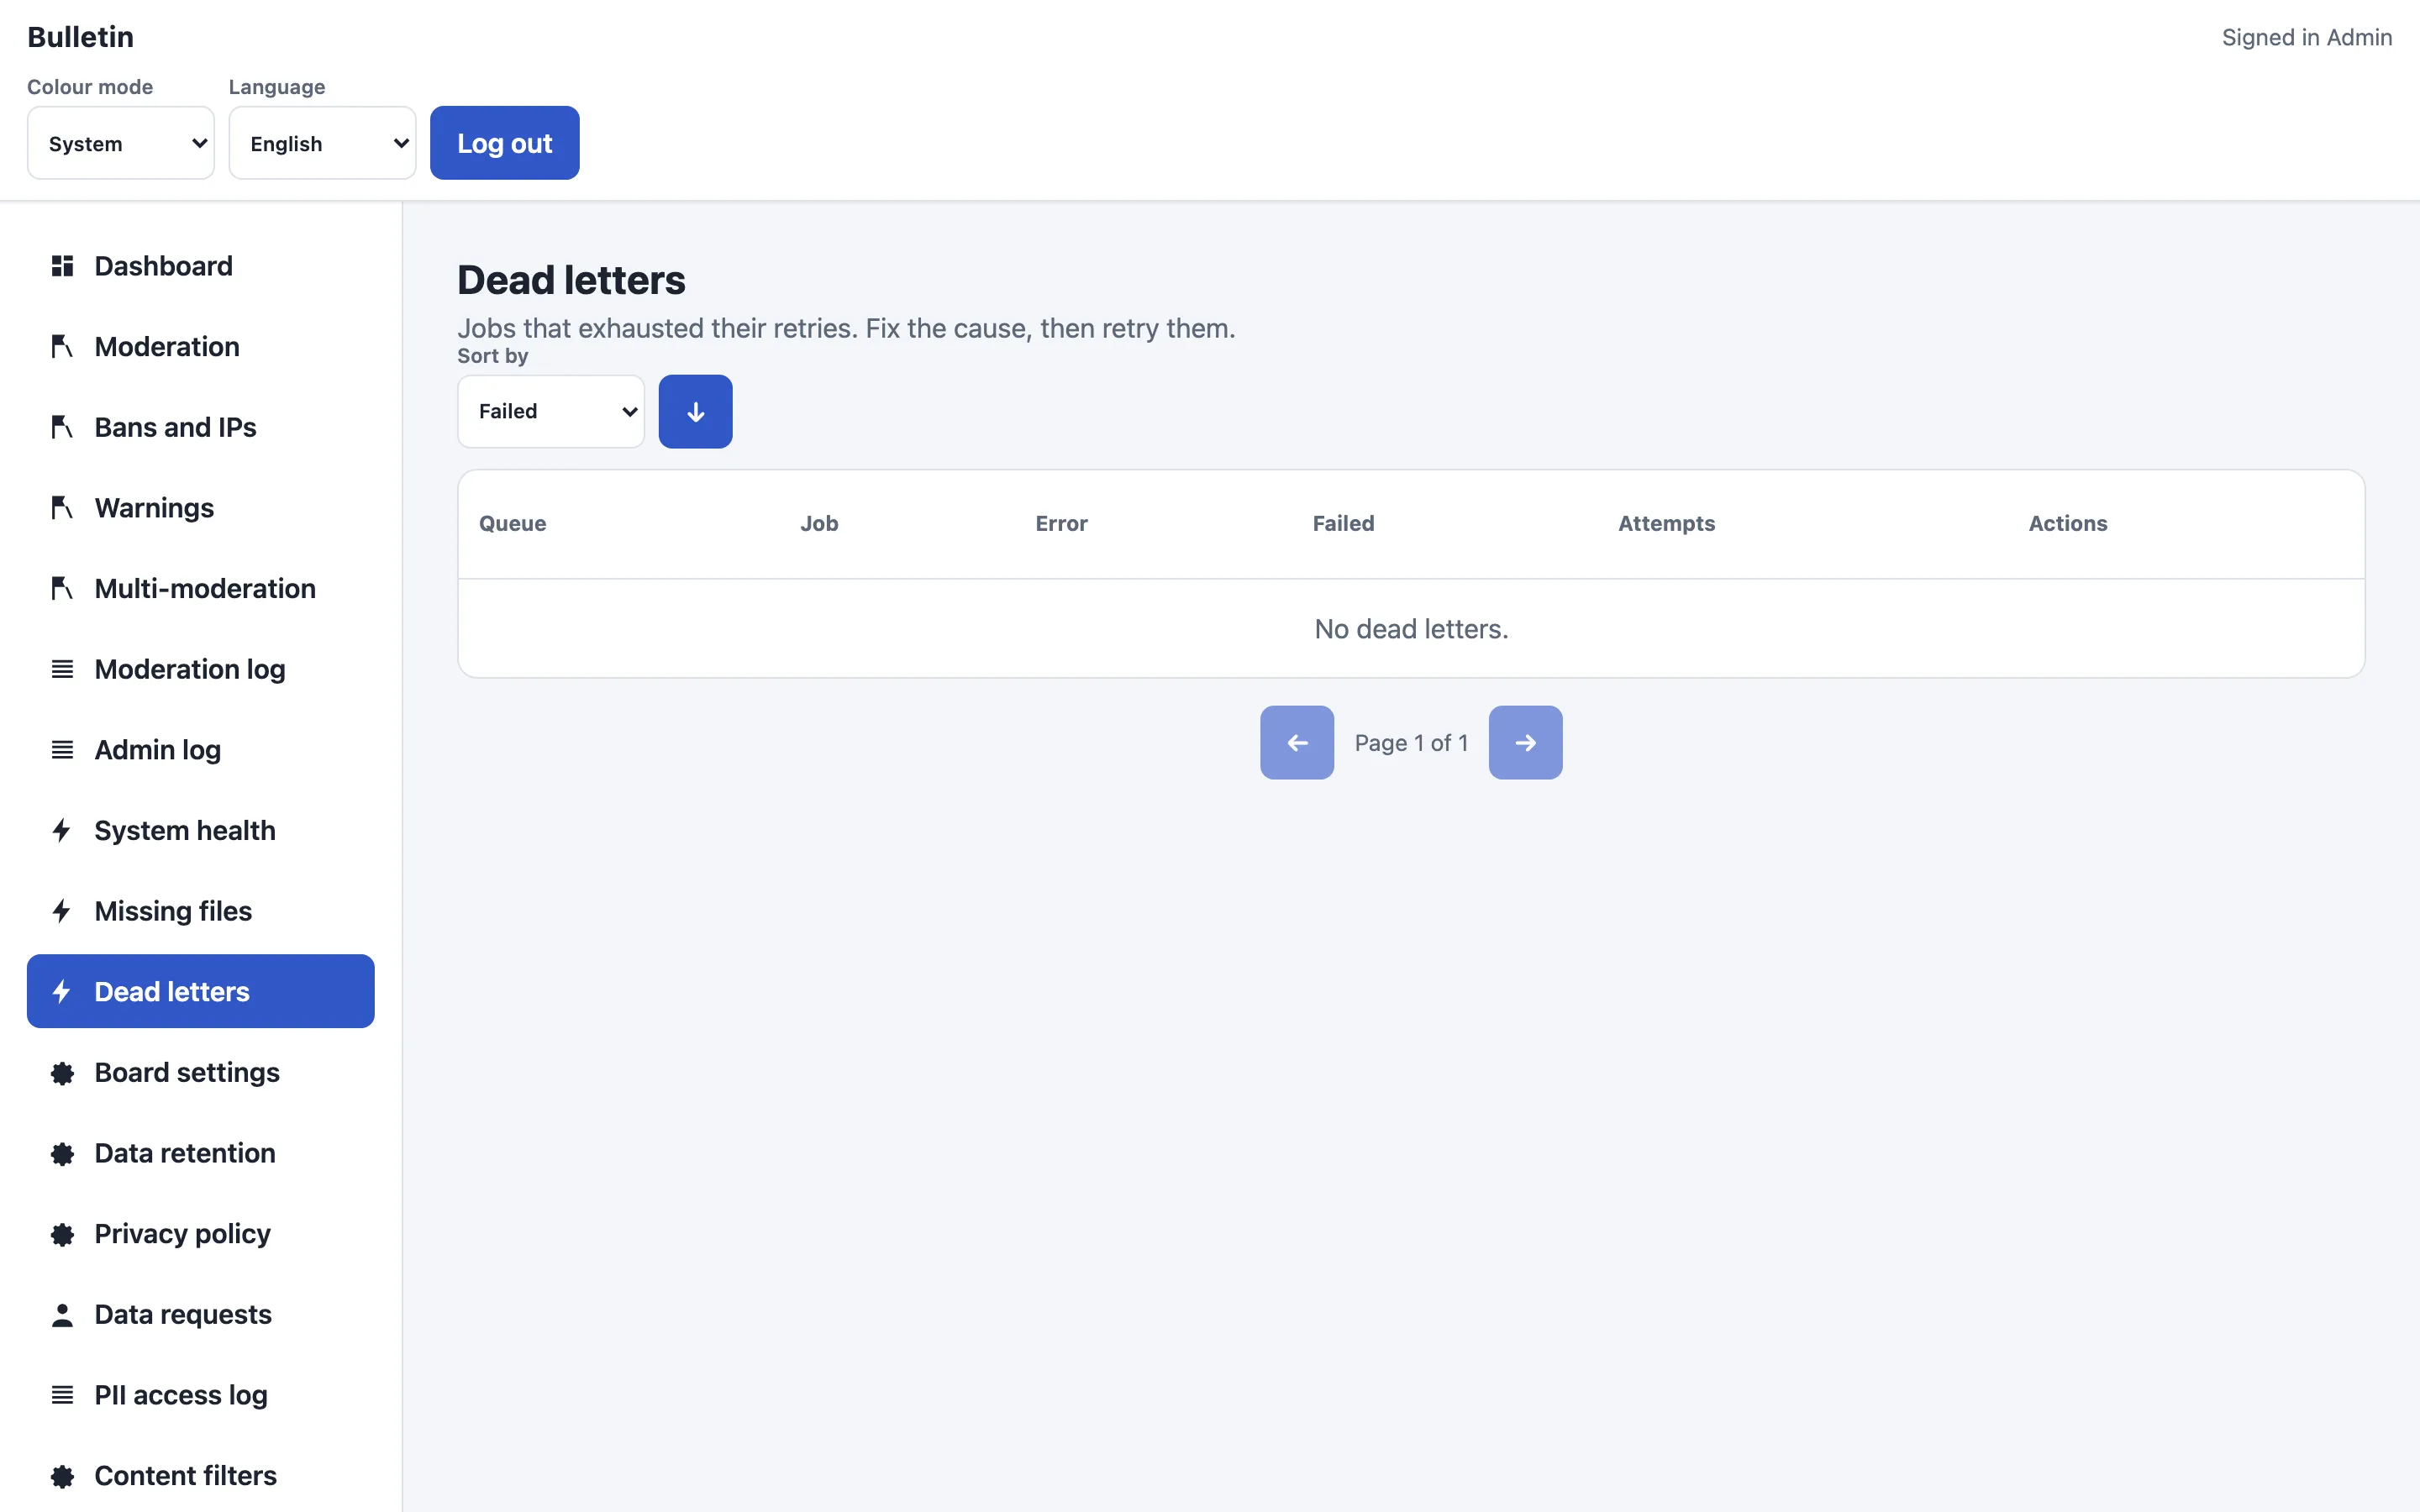 Bulletin
Signed in Admin
Colour mode
Language
System
English
Log out
Dashboard
Moderation
Bans and IPs
Warnings
Multi-moderation
Moderation log
Admin log
System health
Missing files
Dead letters
Board settings
Data retention
Privacy policy
Data requests
PII access log
Content filters
Dead letters
Jobs that exhausted their retries. Fix the cause, then retry them.
Sort by
Failed
Queue Job Error Failed Attempts Actions
No dead letters.
Page 1 of 1